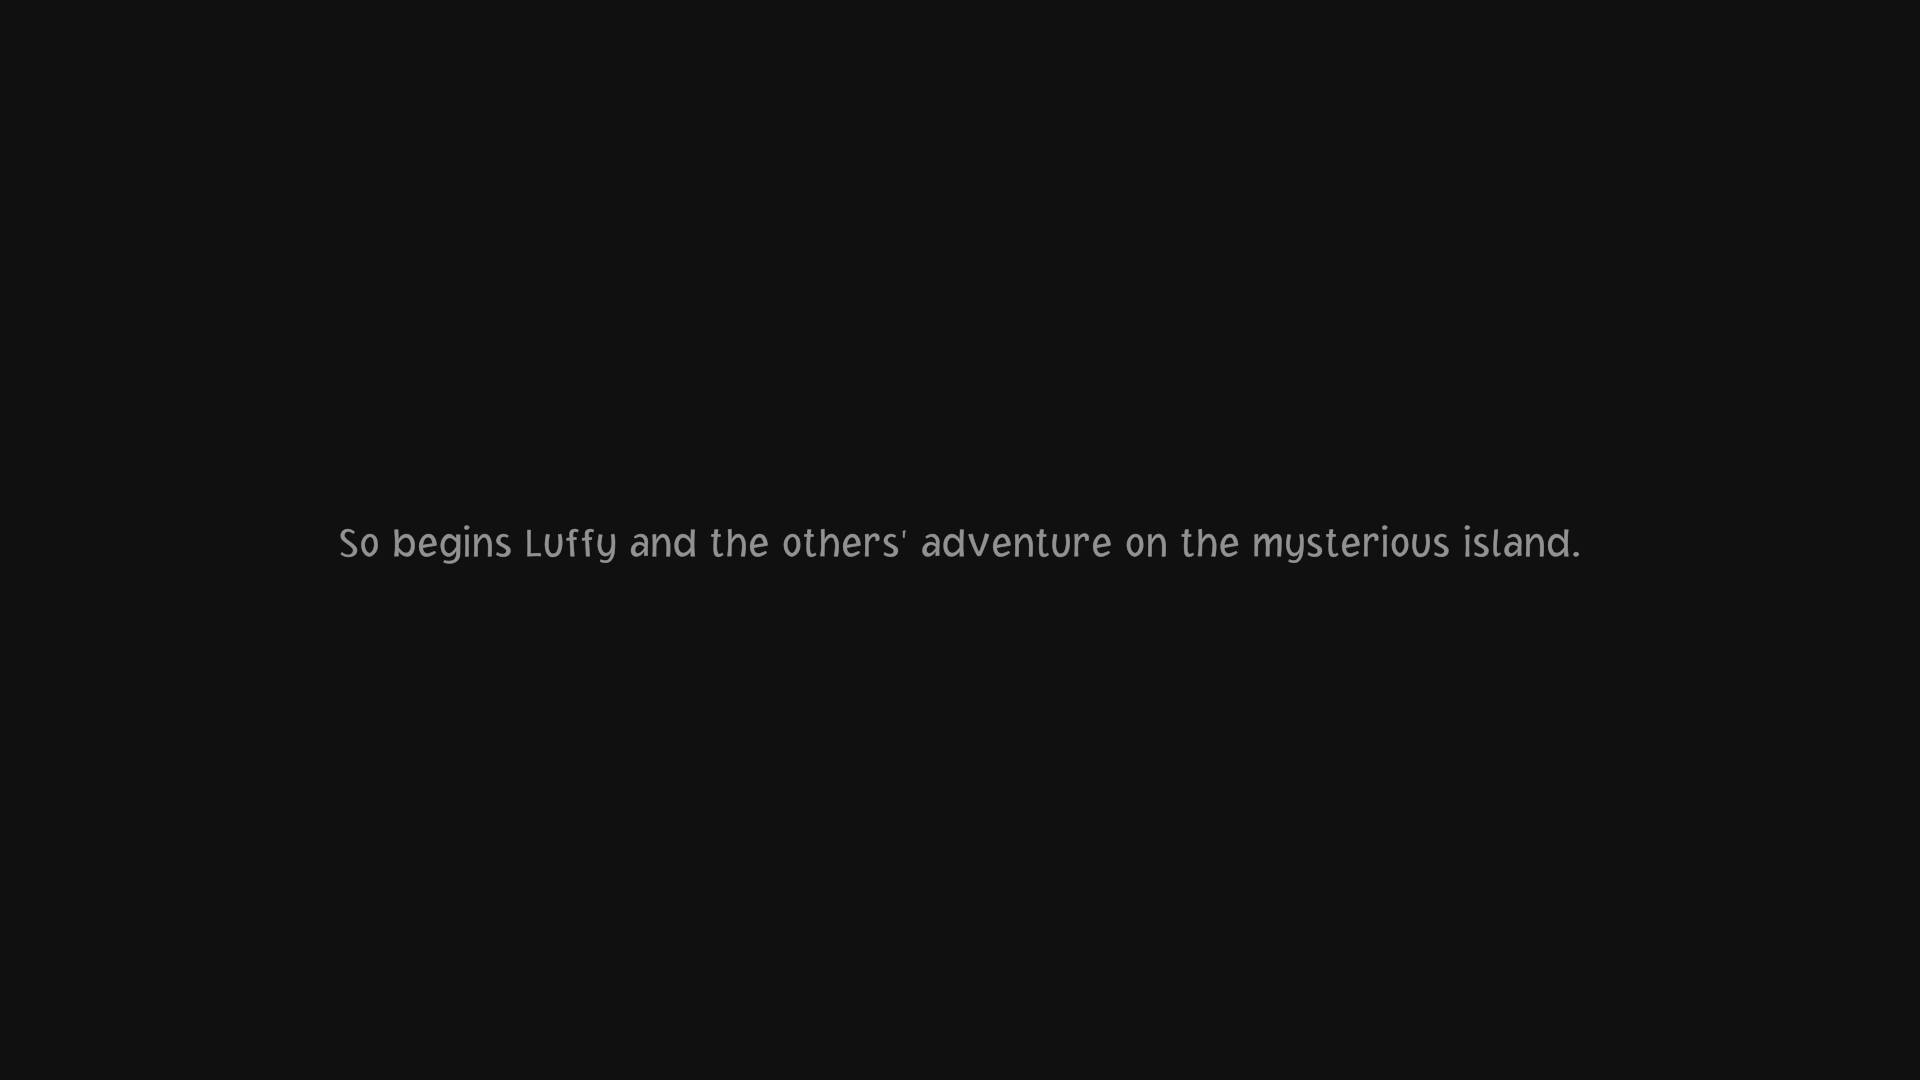 So begins Luffy and the others' adventure on the mysterious island.